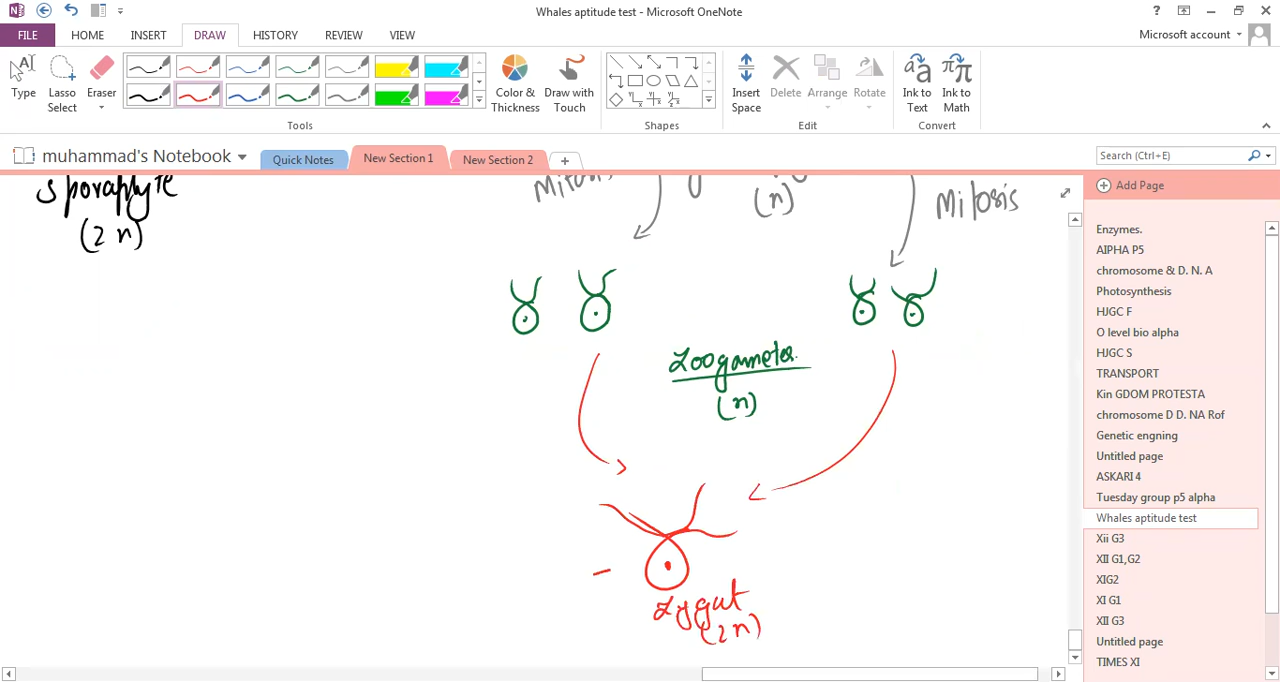 Whales aptitude test - Microsoft OneNote
?
FILE
HOME
INSERT
DRAW
HISTORY
REVIEW
VIEW
Microsoft account
Type
Lasso
Select
Eraser
Color &
Thickness
Draw with
Touch
Insert
Space
Delete
Arrange
Rotate
Ink to
Text
Ink to
Math
Tools
Shapes
Edit
Convert
muhammad's Notebook
Quick Notes
New Section 1
New Section 2
Search (Ctrl+E)
Add Page
Enzymes.
AlPHA P5
chromosome & D. N. A
Photosynthesis
HJGC F
O level bio alpha
HJGC S
TRANSPORT
Kin GDOM PROTESTA
chromosome D D. NA Rof
Genetic engning
Untitled page
ASKARI 4
Tuesday group p5 alpha
Whales aptitude test
Xii G3
XII G1,G2
XIG2
XI G1
XII G3
Untitled page
TIMES XI
Sporophyte
(2n)
Mitosis
(n)
Mitosis
Zoogametes.
(n)
Zygut
(2n)